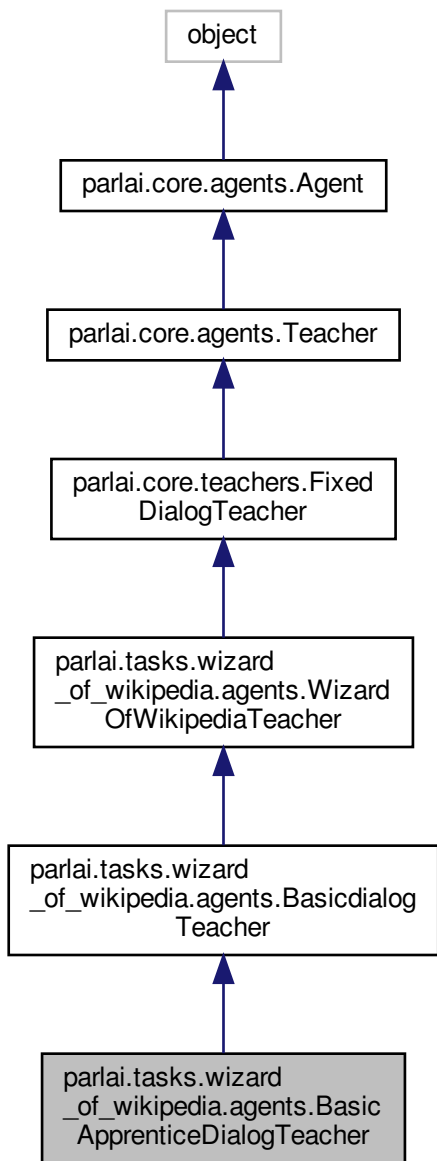 object
parlai.core.agents.Agent
parlai.core.agents.Teacher
parlai.core.teachers.Fixed
DialogTeacher
parlai.tasks.wizard
_of_wikipedia.agents.Wizard
OfWikipediaTeacher
parlai.tasks.wizard
_of_wikipedia.agents.Basicdialog
Teacher
parlai.tasks.wizard
_of_wikipedia.agents.Basic
ApprenticeDialogTeacher